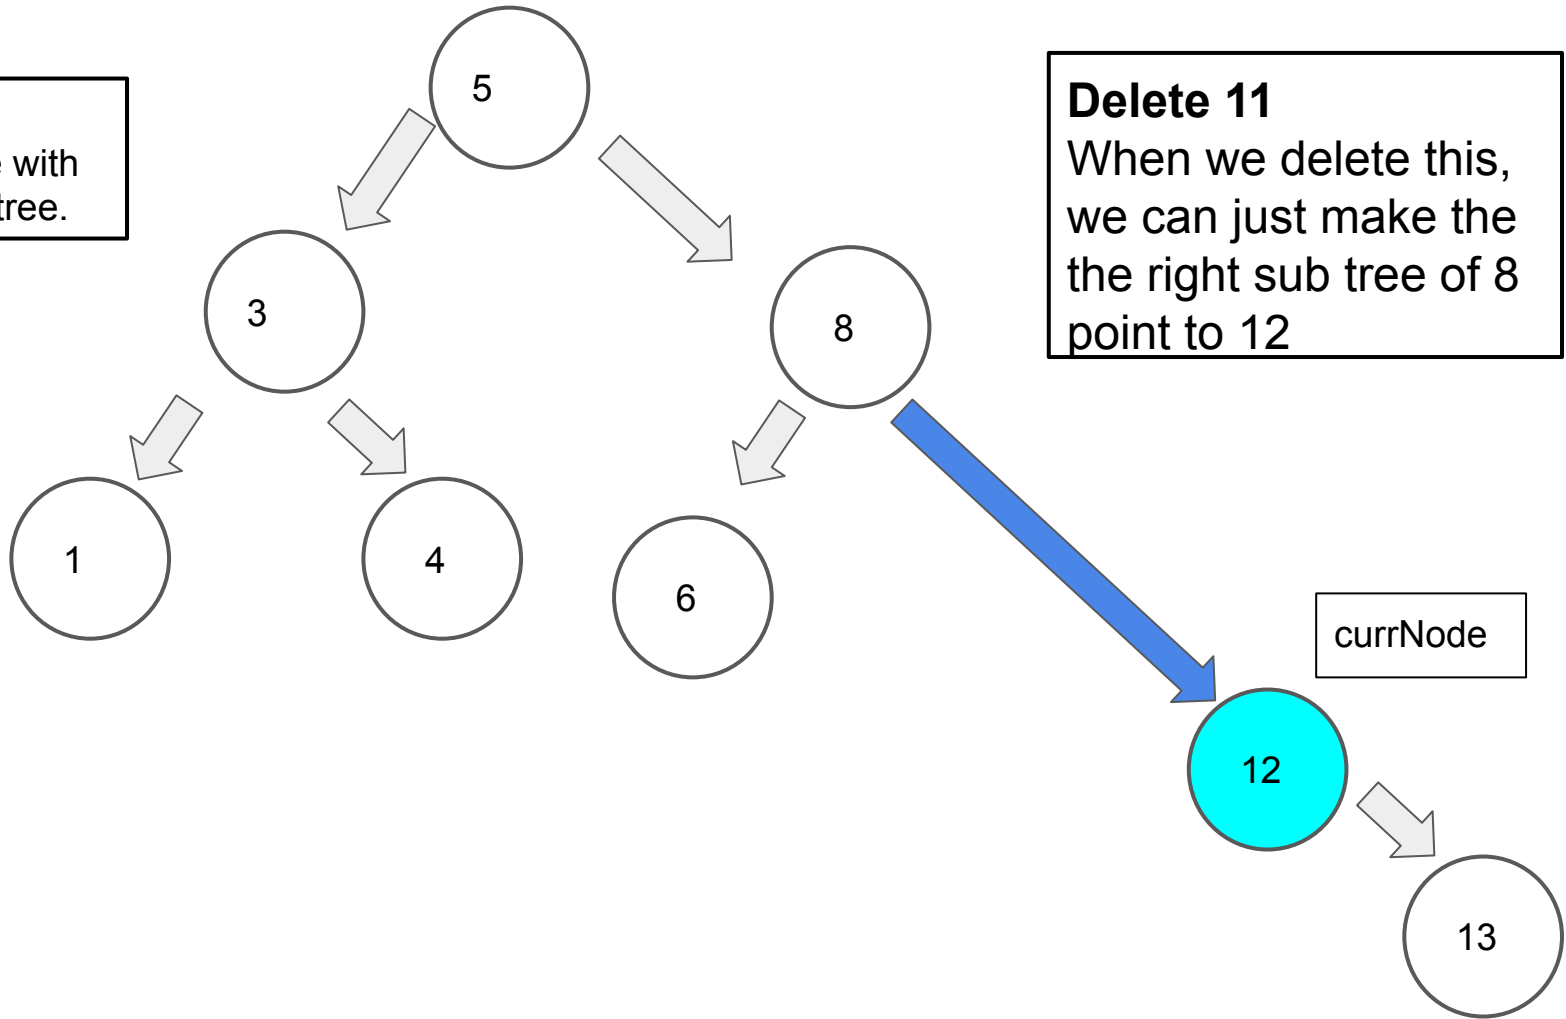 5
with
tree.
Delete 11
When we delete this,
we can just make the
the right sub tree of 8
point to 12
3
8
1
4
6
currNode
12
13